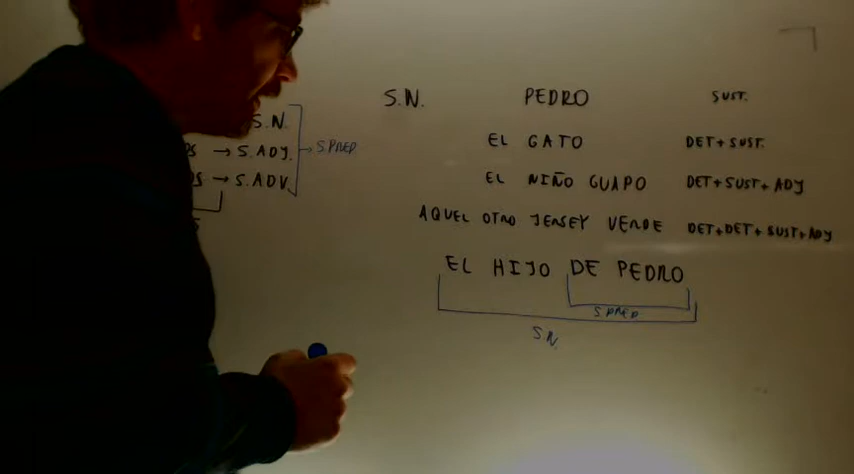 S.N. PEDRO SUST.
S.N.
EL GATO DET + SUST.
→ S.ADJ. → S.PREP
EL NIÑO GUAPO DET + SUST + ADJ
→ S.ADV.
AQUEL OTRO JERSEY VERDE DET + DET + SUST + ADJ
EL HIJO DE PEDRO
S.PREP
S.N.